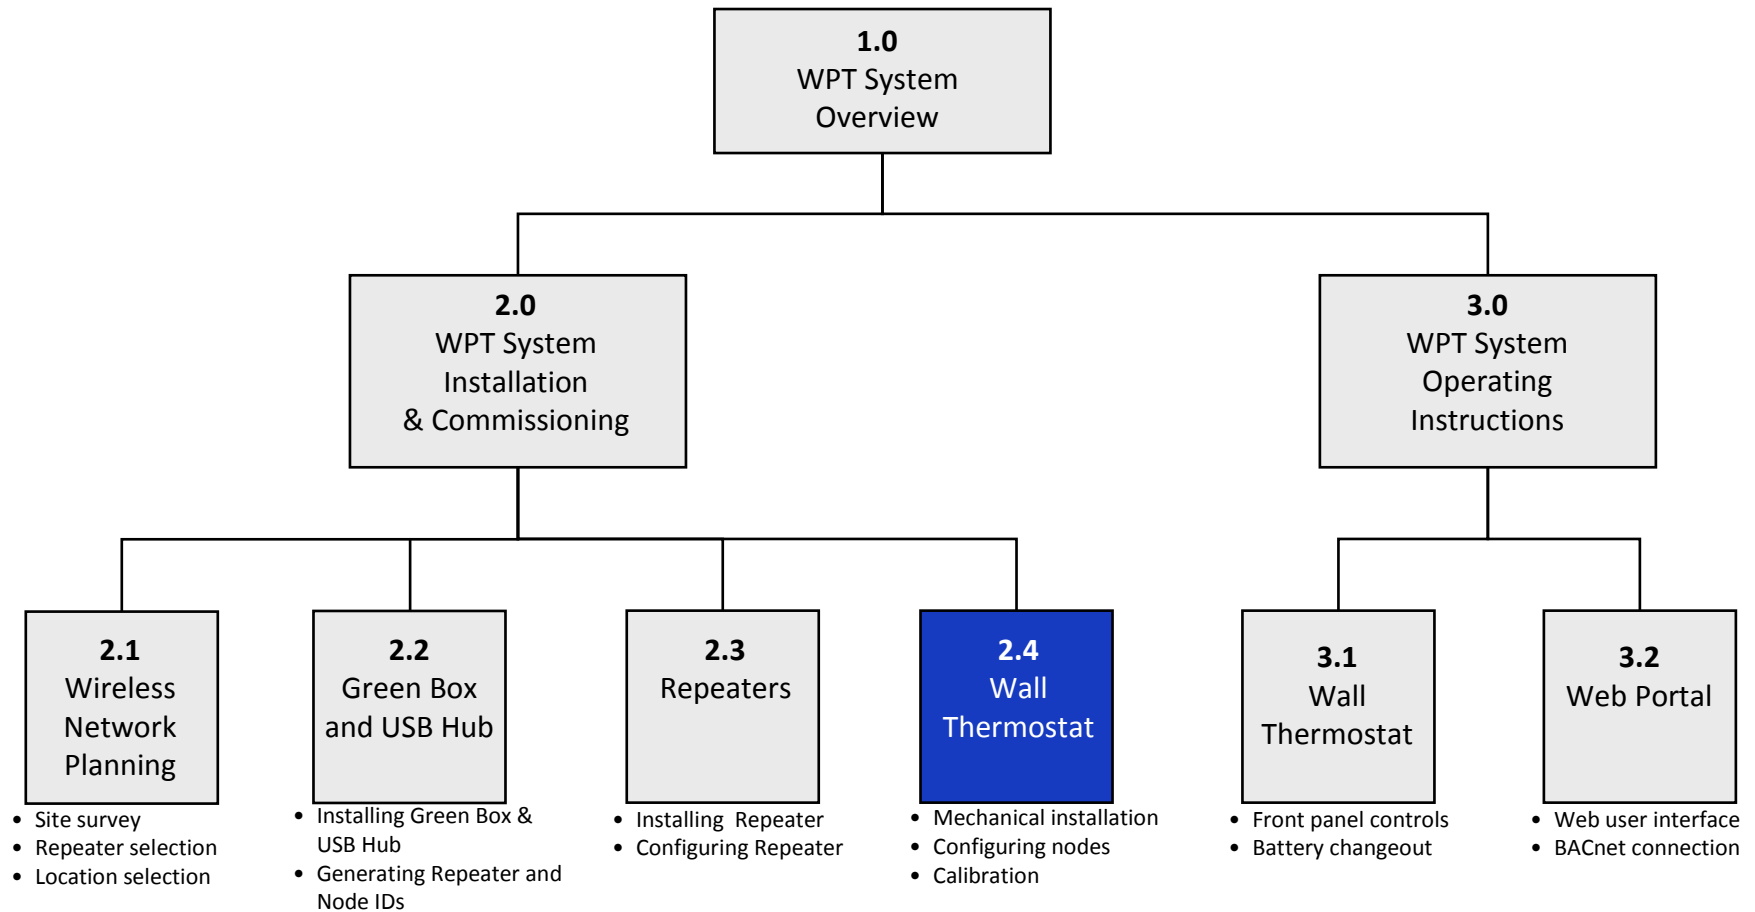 1.0
WPT System
Overview
2.0
WPT System
Installation
& Commissioning
3.0
WPT System
Operating
Instructions
2.1
Wireless
Network
Planning
• Site survey
• Repeater selection
• Location selection
2.2
Green Box
and USB Hub
• Installing Green Box &
USB Hub
• Generating Repeater and
Node IDs
2.3
Repeaters
• Installing Repeater
• Configuring Repeater
2.4
Wall
Thermostat
• Mechanical installation
• Configuring nodes
• Calibration
3.1
Wall
Thermostat
• Front panel controls
• Battery changeout
3.2
Web Portal
• Web user interface
• BACnet connection